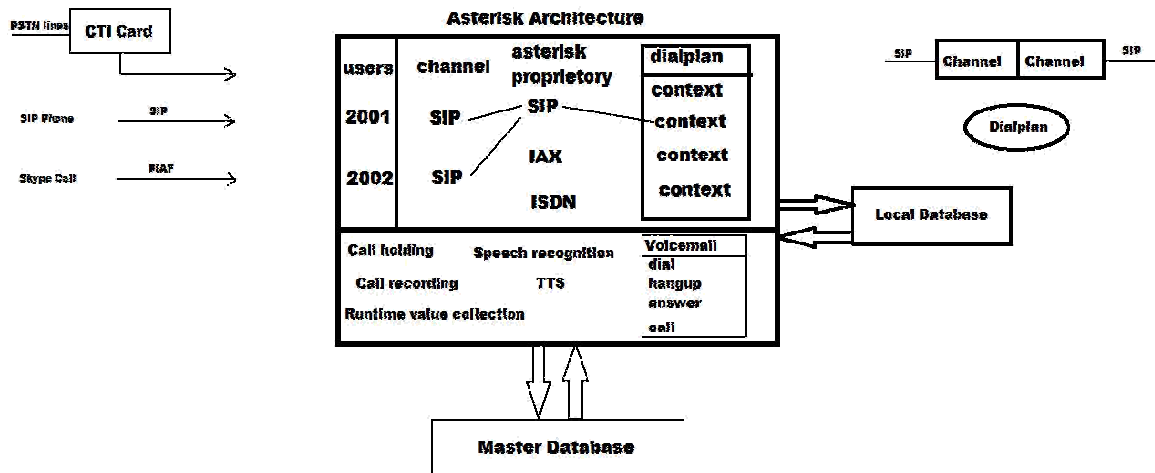 Asterisk Architecture
PSTN lines
CTI Card
SIP Phone
SIP
Skype Call
users
channel
asterisk
proprietory
dialplan
context
2001
SIP
SIP
context
IAX
context
2002
SIP
ISDN
context
SIP
Channel
Channel
SIP
Dialplan
Local Database
Call holding
Speech recognition
Voicemail
Call recording
TTS
dial
hangup
answer
Runtime value collection
call
Master Database